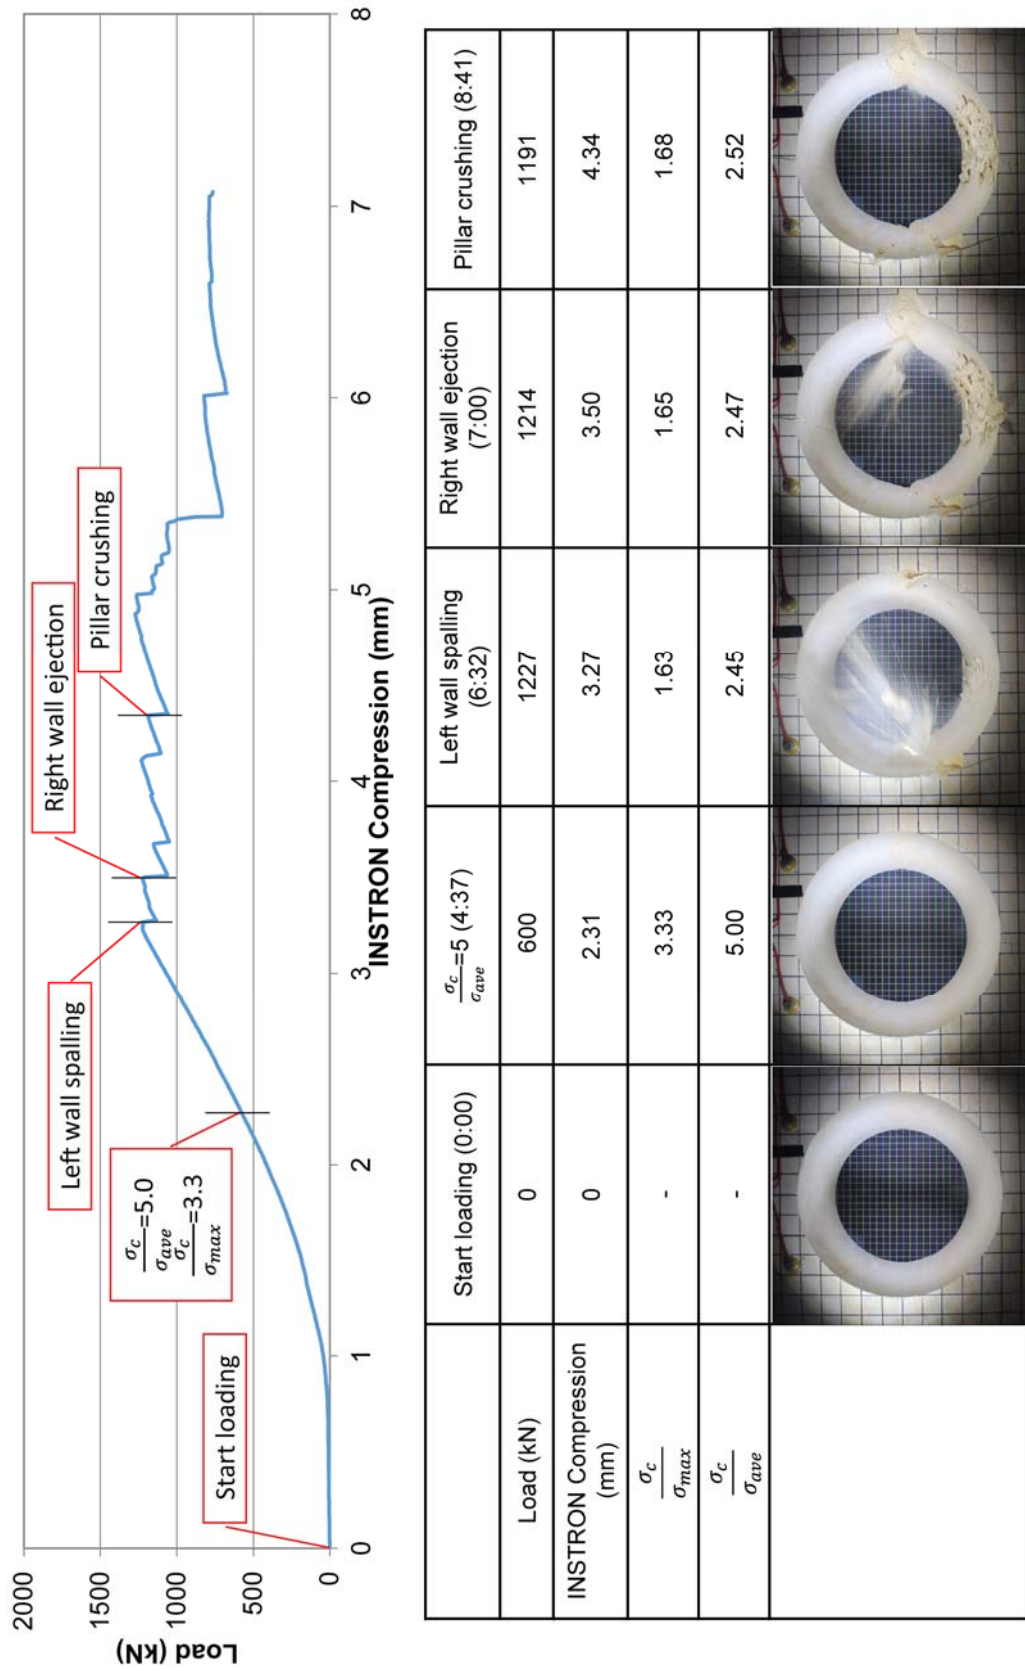 2000
1500
1000
500
0
Load (kN)
0
1
2
3
4
5
6
7
8
INSTRON Compression (mm)
Start loading
σc/σave=5.0
σc/σmax=3.3
Left wall spalling
Right wall ejection
Pillar crushing
Start loading (0:00)
σc/σave=5 (4:37)
Left wall spalling
(6:32)
Right wall ejection
(7:00)
Pillar crushing (8:41)
Load (kN) 0 600 1227 1214 1191
INSTRON Compression
(mm)
0 2.31 3.27 3.50 4.34
σc/σmax - 3.33 1.63 1.65 1.68
σc/σave - 5.00 2.45 2.47 2.52